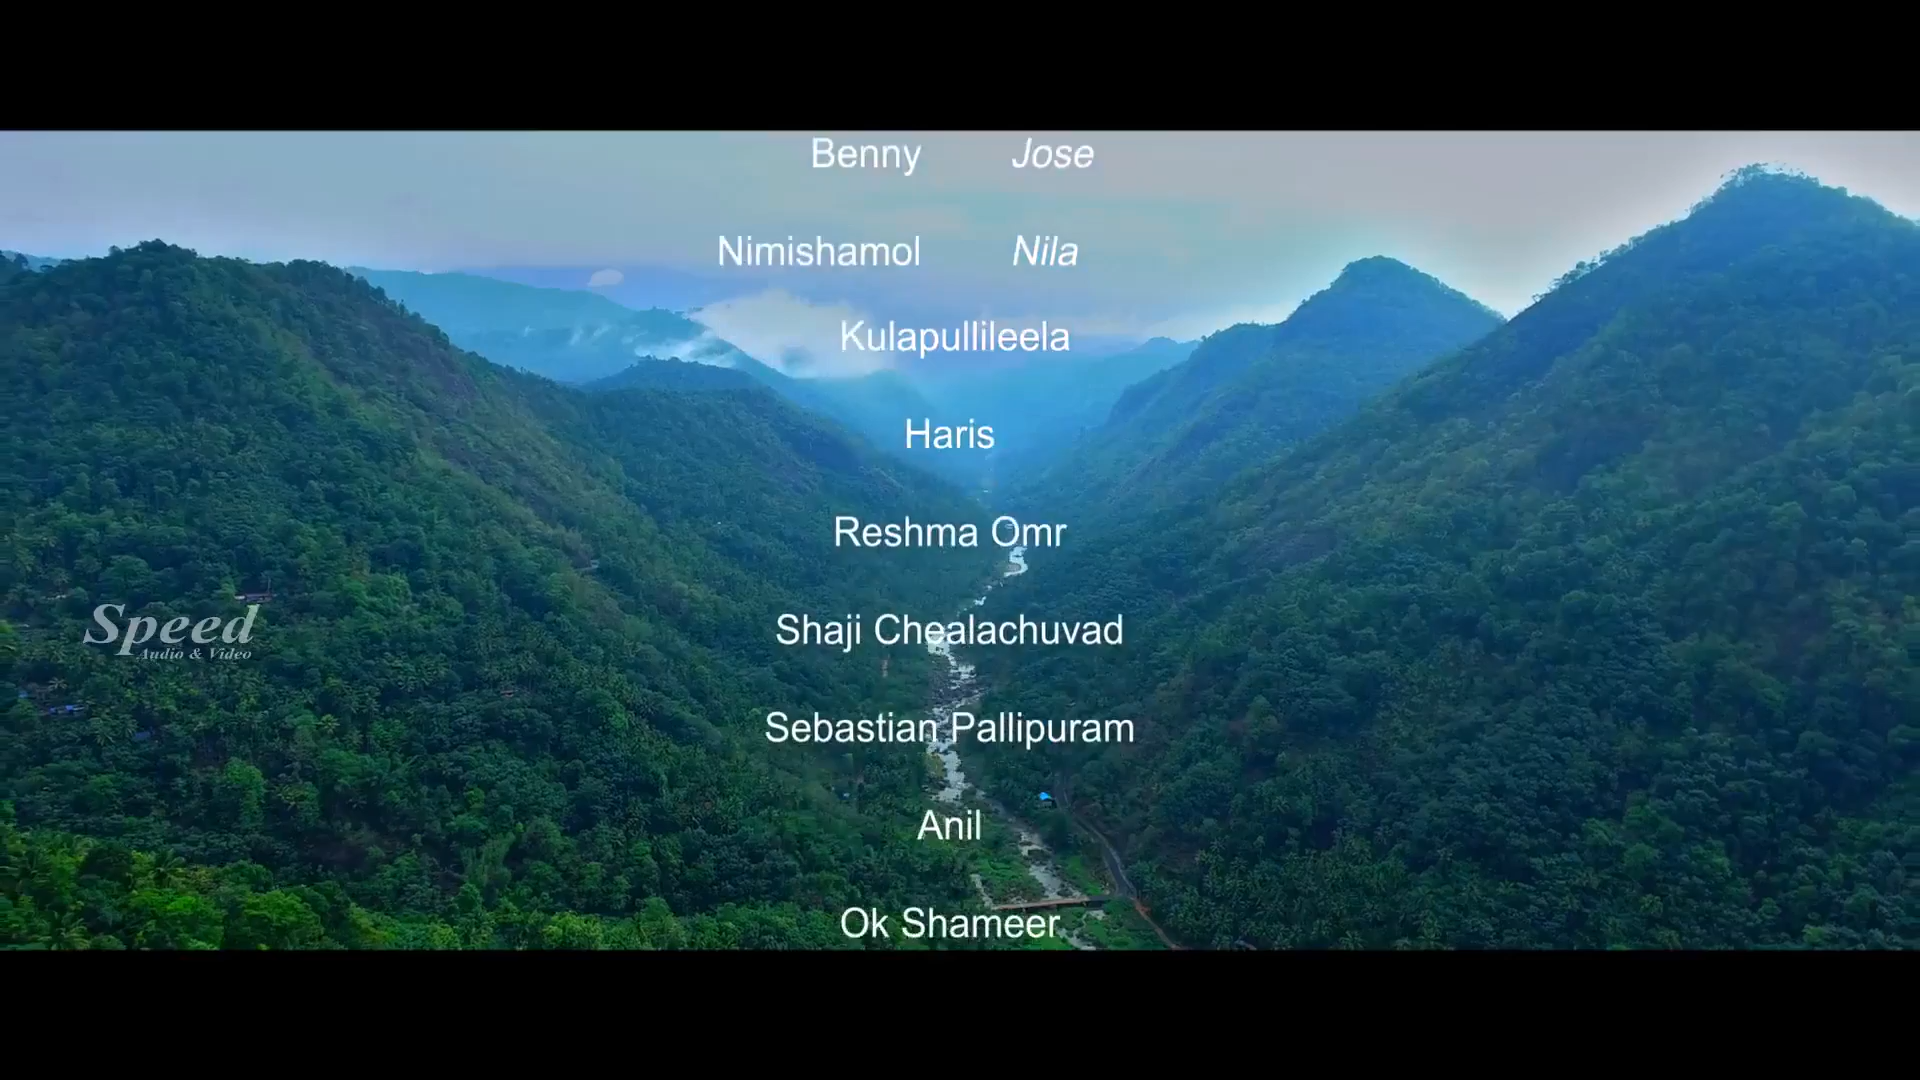 Benny Jose
Nimishamol Nila
Kulapullileela
Haris
Reshma Omr
Shaji Chealachuvad
Sebastian Pallipuram
Anil
Ok Shameer
Speed
Audio & Video